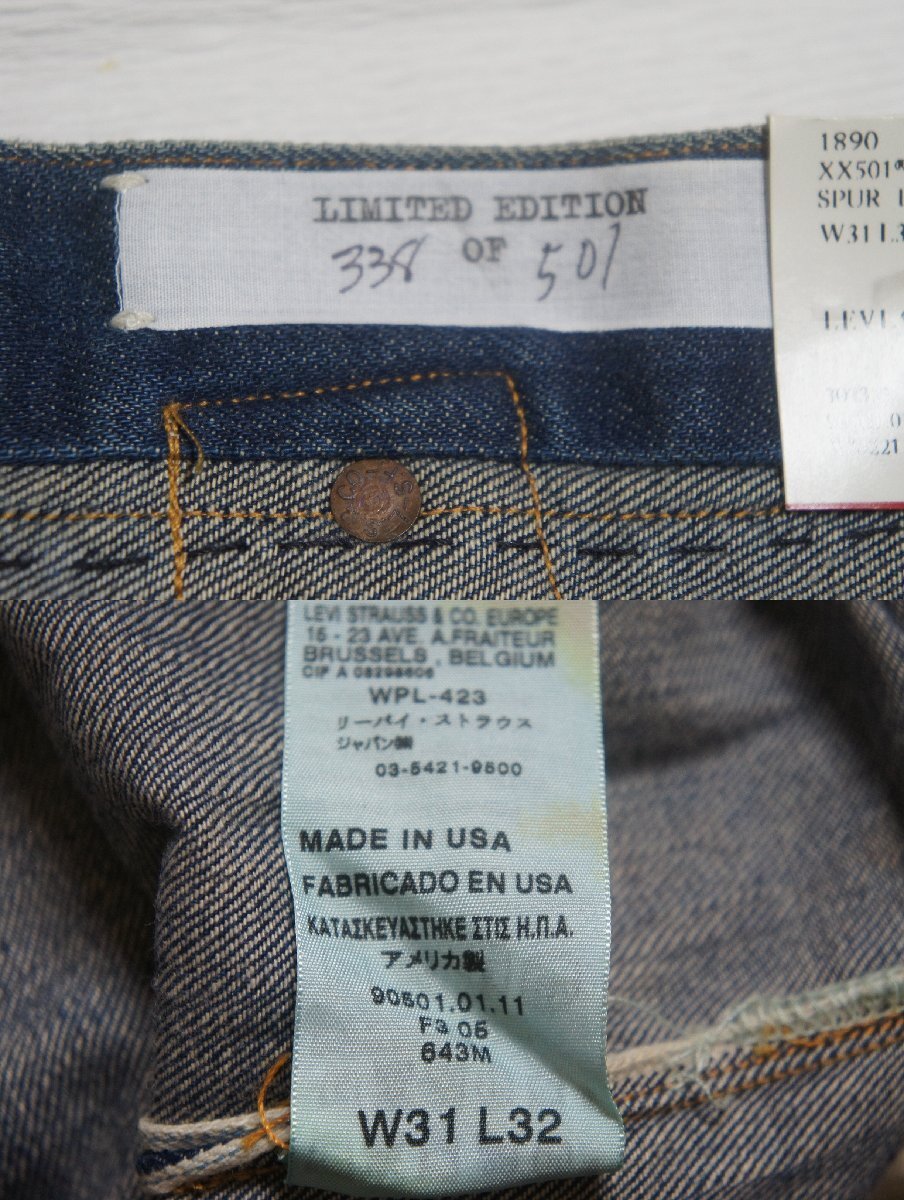 LIMITED EDITION
338 OF 501
1890
XX501
SPUR
W31 L3
LEVI
221
LEVI STRAUSS & CO. EUROPE
15 - 23 AVE. A.FRAITEUR
BRUSSELS, BELGIUM
CIF A
WPL-423
リーバイ・ストラウス
ジャパン㈱
03-5421-9500
MADE IN USA
FABRICADO EN USA
ΚΑΤΑΣΚΕΥΑΣΤΗΚΕ ΣΤΙΣ Η.Π.Α.
アメリカ製
90501.01.11
F3 05
643M
W31 L32